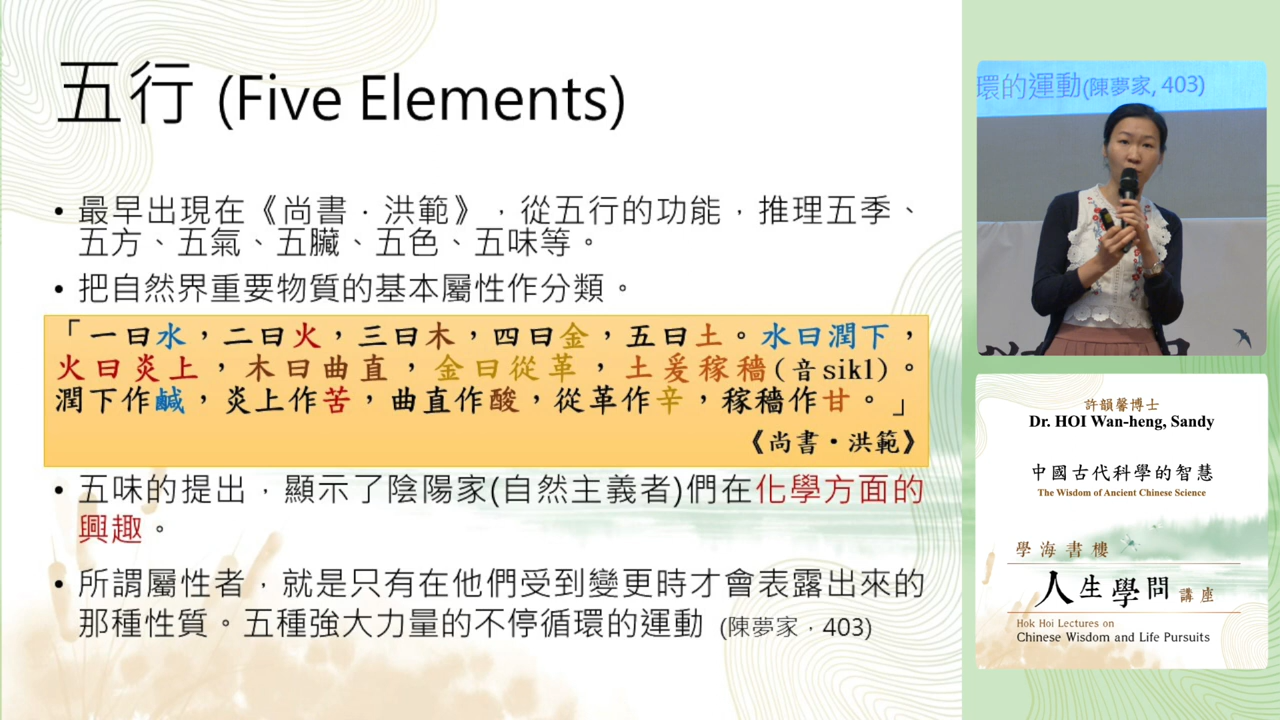 五行 (Five Elements)
• 最早出現在《尚書．洪範》，從五行的功能，推理五季、
五方、五氣、五臟、五色、五味等。
• 把自然界重要物質的基本屬性作分類。
「一曰水，二曰火，三曰木，四曰金，五曰土。水曰潤下，
火曰炎上，木曰曲直，金曰從革，土爰稼穡(音sik1)。
潤下作鹹，炎上作苦，曲直作酸，從革作辛，稼穡作甘。」
《尚書・洪範》
• 五味的提出，顯示了陰陽家(自然主義者)們在化學方面的
興趣。
• 所謂屬性者，就是只有在他們受到變更時才會表露出來的
那種性質。五種強大力量的不停循環的運動 (陳夢家，403)
環的運動(陳夢家, 403)
許韻馨博士
Dr. HOI Wan-heng, Sandy
中國古代科學的智慧
The Wisdom of Ancient Chinese Science
學海書樓
人生學問講座
Hok Hoi Lectures on
Chinese Wisdom and Life Pursuits